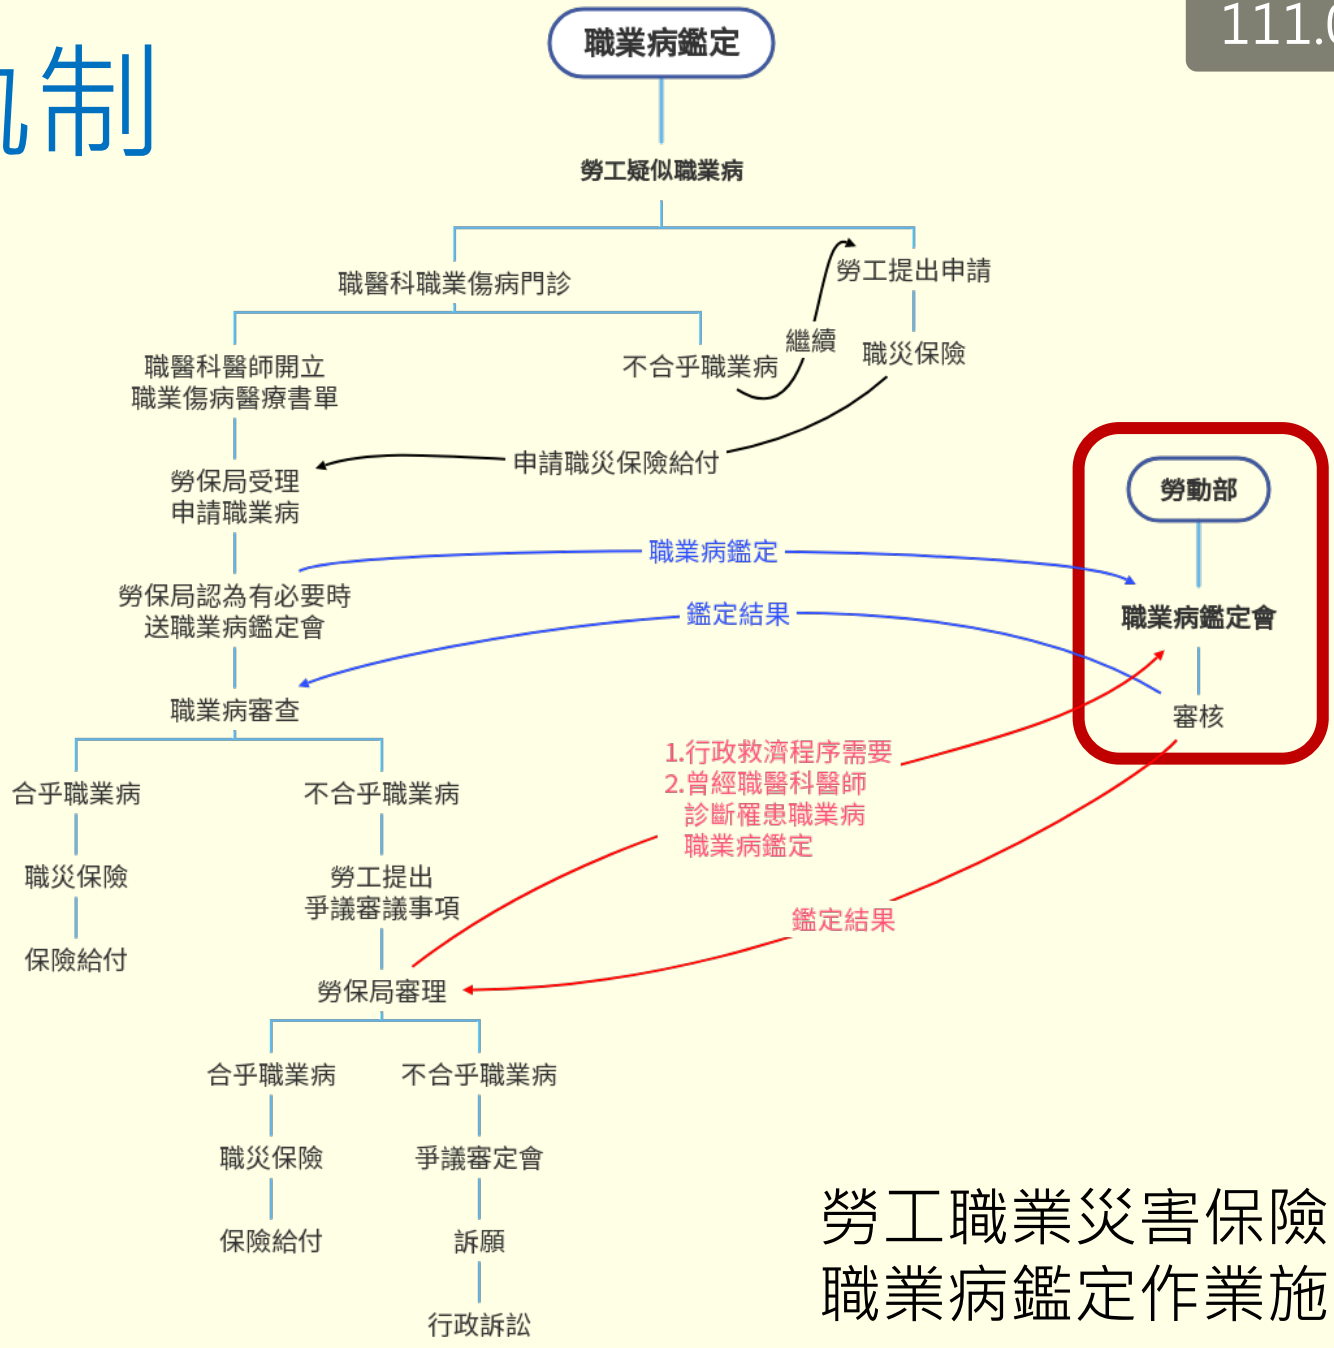 職業病鑑定
111.0
制
勞工疑似職業病
職醫科職業傷病門診
勞工提出申請
繼續
職災保險
不合乎職業病
職醫科醫師開立
職業傷病醫療書單
申請職災保險給付
勞保局受理
申請職業病
勞動部
職業病鑑定
勞保局認為有必要時
送職業病鑑定會
鑑定結果
職業病鑑定會
職業病審查
審核
1.行政救濟程序需要
2.曾經職醫科醫師
診斷罹患職業病
職業病鑑定
合乎職業病
不合乎職業病
職災保險
勞工提出
爭議審議事項
鑑定結果
保險給付
勞保局審理
合乎職業病
不合乎職業病
職災保險
爭議審定會
保險給付
訴願
行政訴訟
勞工職業災害保險
職業病鑑定作業施